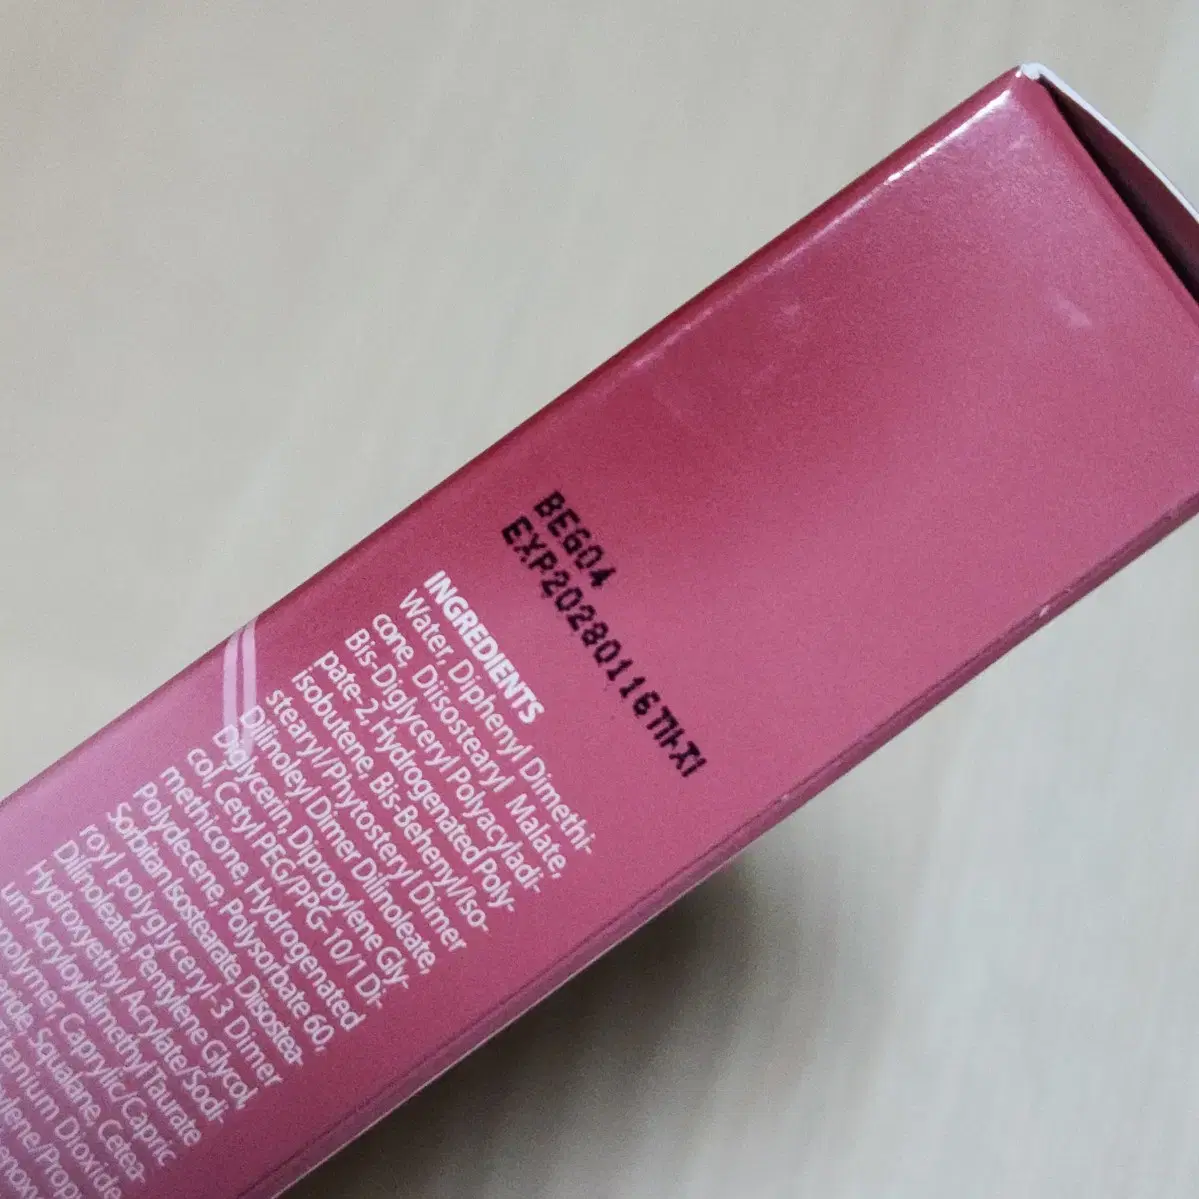 BEG04
EXP20280116까지
INGREDIENTS
Water, Diphenyl Dimethi-
cone, Diisostearyl Malate,
Bis-Diglyceryl Polyacyladi-
pate-2, Hydrogenated Poly-
isobutene, Bis-Behenyl/Iso-
stearyl/Phytosteryl Dimer
Dilinoleyl Dimer Dilinoleate,
Diglycerin, Dipropylene Gly-
col Cetyl PEG/PPG-10/1 Di-
methicone, Hydrogenated
Polydecene, Polysorbate 60,
Sorbitan Isostearate, Diisostea-
royl polyglyceryl-3 Dimer
Dilinoleate, Pentylene Glycol,
Hydroxyethyl Acrylate/Sodi-
um Acryloyldimethyl Taurate
polymer, Caprylic/Capric
Squalane, Cetea-
Dioxide